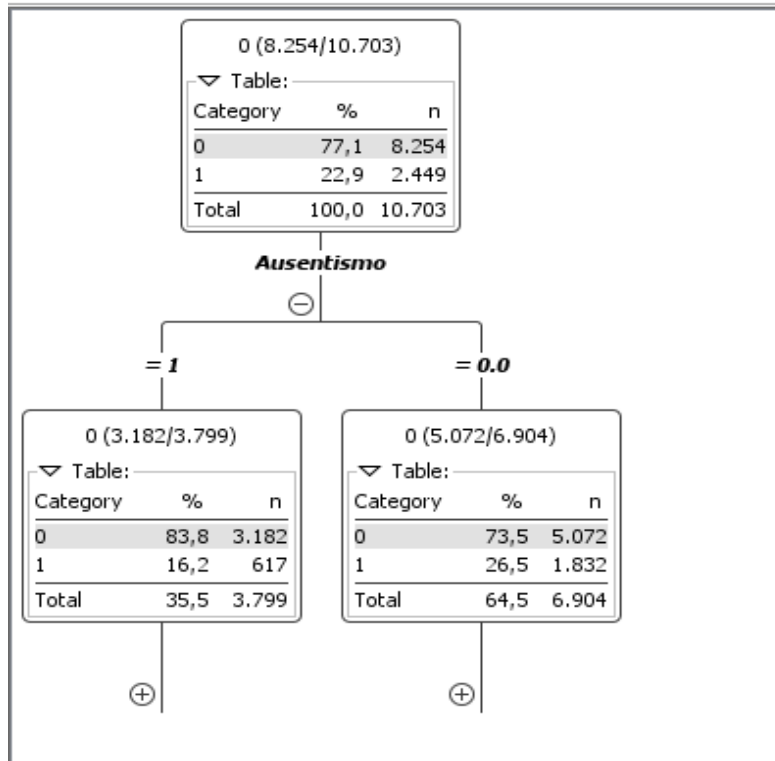 0 (8.254/10.703)
Table:
Category % n
0 77,1 8.254
1 22,9 2.449
Total 100,0 10.703
Ausentismo
= 1
= 0.0
0 (3.182/3.799)
Table:
Category % n
0 83,8 3.182
1 16,2 617
Total 35,5 3.799
0 (5.072/6.904)
Table:
Category % n
0 73,5 5.072
1 26,5 1.832
Total 64,5 6.904